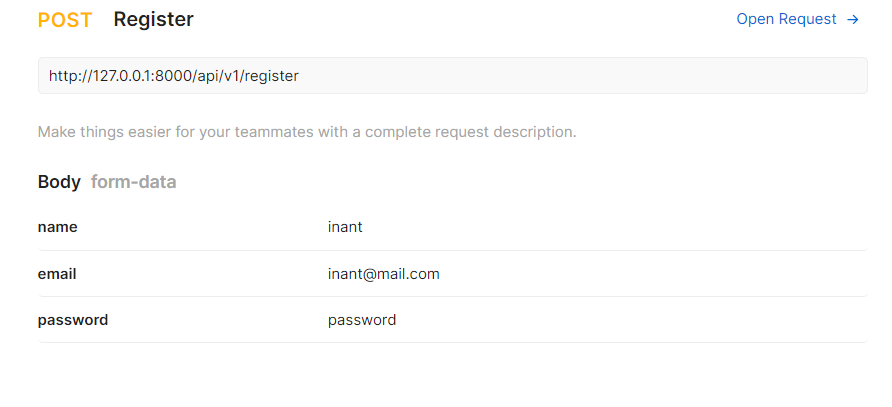 POST Register Open Request →
http://127.0.0.1:8000/api/v1/register
Make things easier for your teammates with a complete request description.
Body form-data
name inant
email inant@mail.com
password password